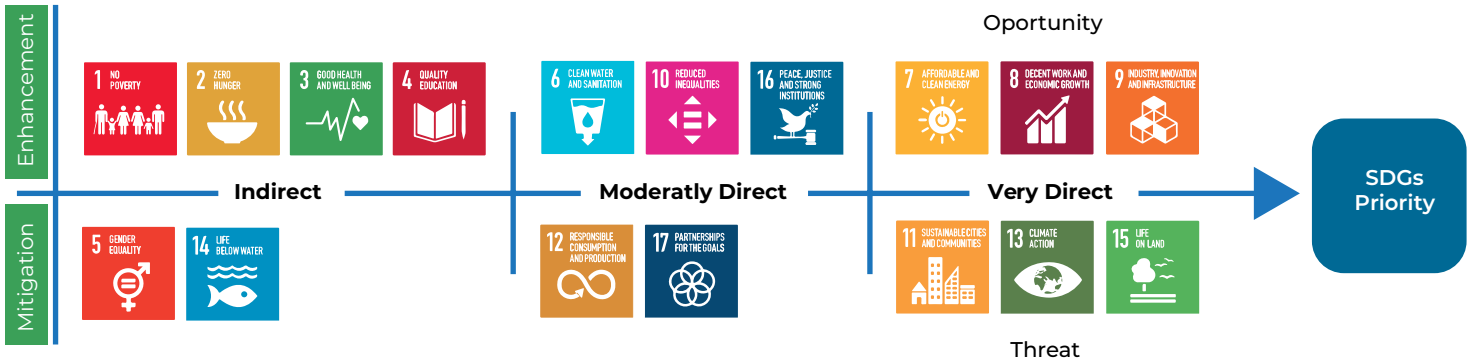 Enhancement
Oportunity
1 NO
POVERTY
2 ZERO
HUNGER
3 GOOD HEALTH
AND WELL BEING
4 QUALITY
EDUCATION
6 CLEAN WATER
AND SANITATION
10 REDUCED
INEQUALITIES
16 PEACE, JUSTICE
AND STRONG
INSTITUTIONS
7 AFFORDABLE AND
CLEAN ENERGY
8 DECENT WORK AND
ECONOMIC GROWTH
9 INDUSTRY, INNOVATION
AND INFRASTRUCTURE
Indirect
Moderatly Direct
Very Direct
SDGs
Priority
Mitigation
5 GENDER
EQUALITY
14 LIFE
BELOW WATER
12 RESPONSIBLE
CONSUMPTION
AND PRODUCTION
17 PARTNERSHIPS
FOR THE GOALS
11 SUSTAINABLE CITIES
AND COMMUNITIES
13 CLIMATE
ACTION
15 LIFE
ON LAND
Threat